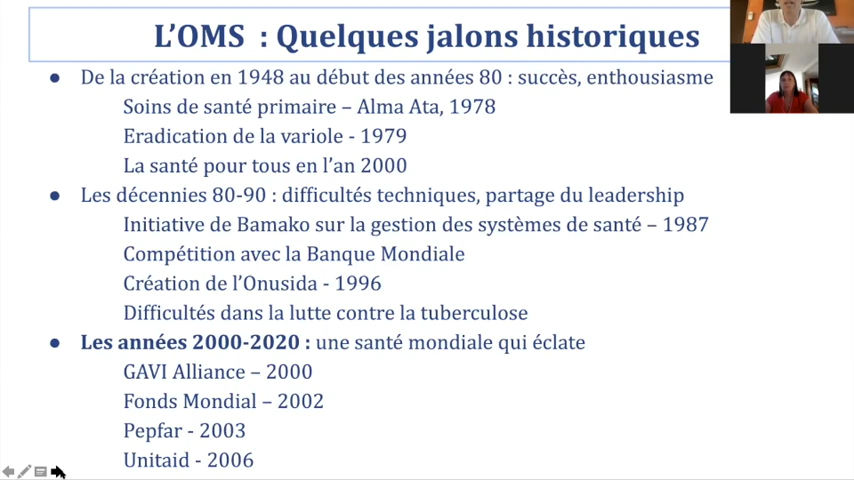 L'OMS : Quelques jalons historiques
● De la création en 1948 au début des années 80 : succès, enthousiasme
Soins de santé primaire – Alma Ata, 1978
Eradication de la variole - 1979
La santé pour tous en l'an 2000
● Les décennies 80-90 : difficultés techniques, partage du leadership
Initiative de Bamako sur la gestion des systèmes de santé – 1987
Compétition avec la Banque Mondiale
Création de l'Onusida - 1996
Difficultés dans la lutte contre la tuberculose
● Les années 2000-2020 : une santé mondiale qui éclate
GAVI Alliance – 2000
Fonds Mondial – 2002
Pepfar - 2003
Unitaid - 2006